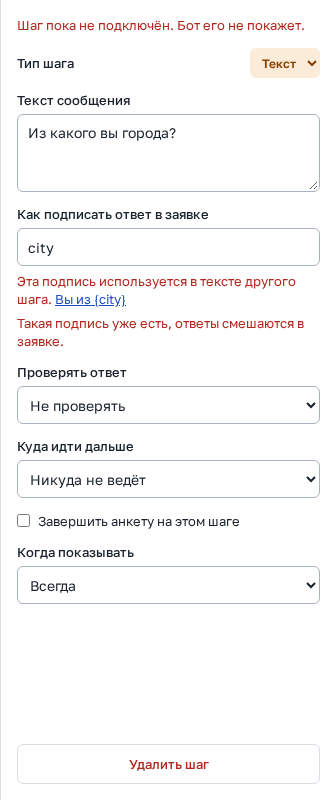 Шаг пока не подключён. Бот его не покажет.
Тип шага
Текст
Текст сообщения
Из какого вы города?
Как подписать ответ в заявке
city
Эта подпись используется в тексте другого
шага. Вы из {city}
Такая подпись уже есть, ответы смешаются в
заявке.
Проверять ответ
Не проверять
Куда идти дальше
Никуда не ведёт
Завершить анкету на этом шаге
Когда показывать
Всегда
Удалить шаг